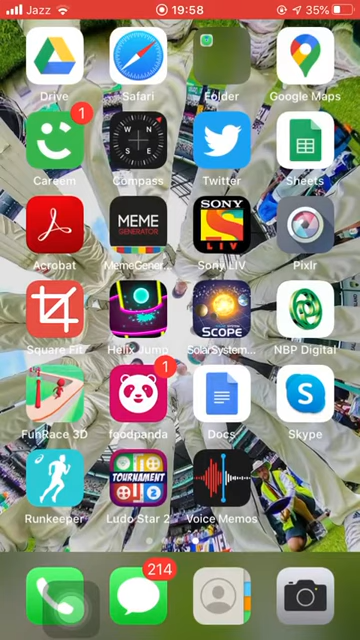 Jazz 19:58 35%
Drive Safari Folder Google Maps
1
N W E S
Careem Compass Twitter Sheets
MEME
GENERATOR
SONY
LIV
Acrobat MemeGener... Sony LIV Pixlr
SCOPE
Square Fit Helix Jump SolarSystem... NBP Digital
1
FunRace 3D foodpanda Docs Skype
TOURNAMENT
2
Runkeeper Ludo Star 2 Voice Memos
214